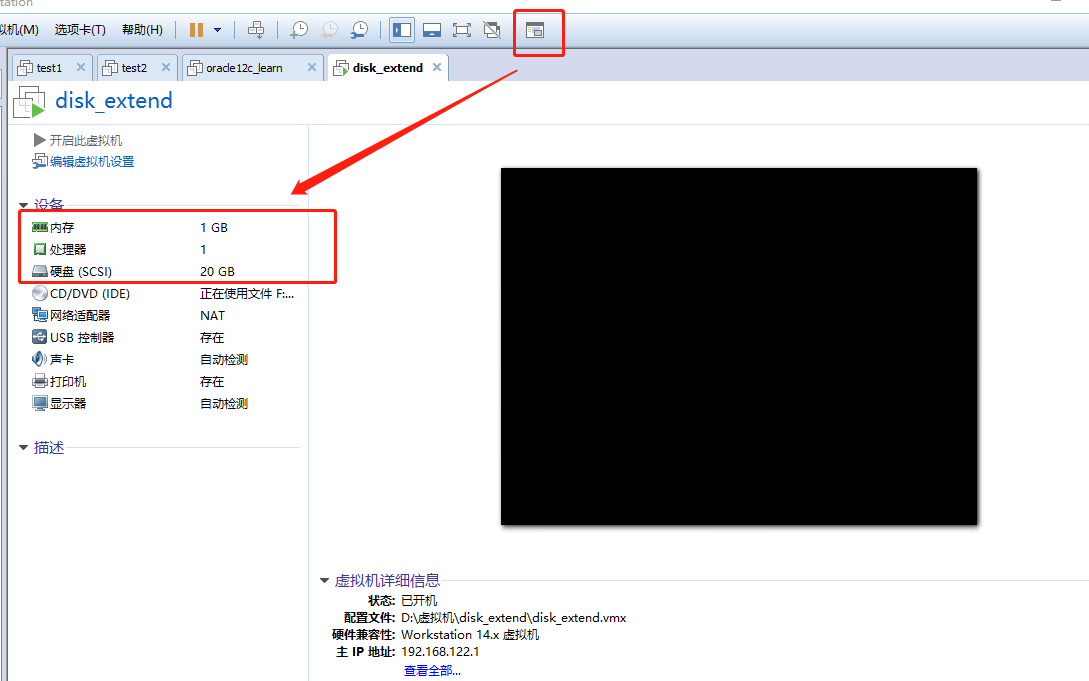 tation
拟机(M) 选项卡(T) 帮助(H)
test1 test2 oracle12c_learn disk_extend
disk_extend
开启此虚拟机
编辑虚拟机设置
设备
内存 1 GB
处理器 1
硬盘 (SCSI) 20 GB
CD/DVD (IDE) 正在使用文件 F:...
网络适配器 NAT
USB 控制器 存在
声卡 自动检测
打印机 存在
显示器 自动检测
描述
虚拟机详细信息
状态: 已开机
配置文件: D:\虚拟机\disk_extend\disk_extend.vmx
硬件兼容性: Workstation 14.x 虚拟机
主 IP 地址: 192.168.122.1
查看全部...